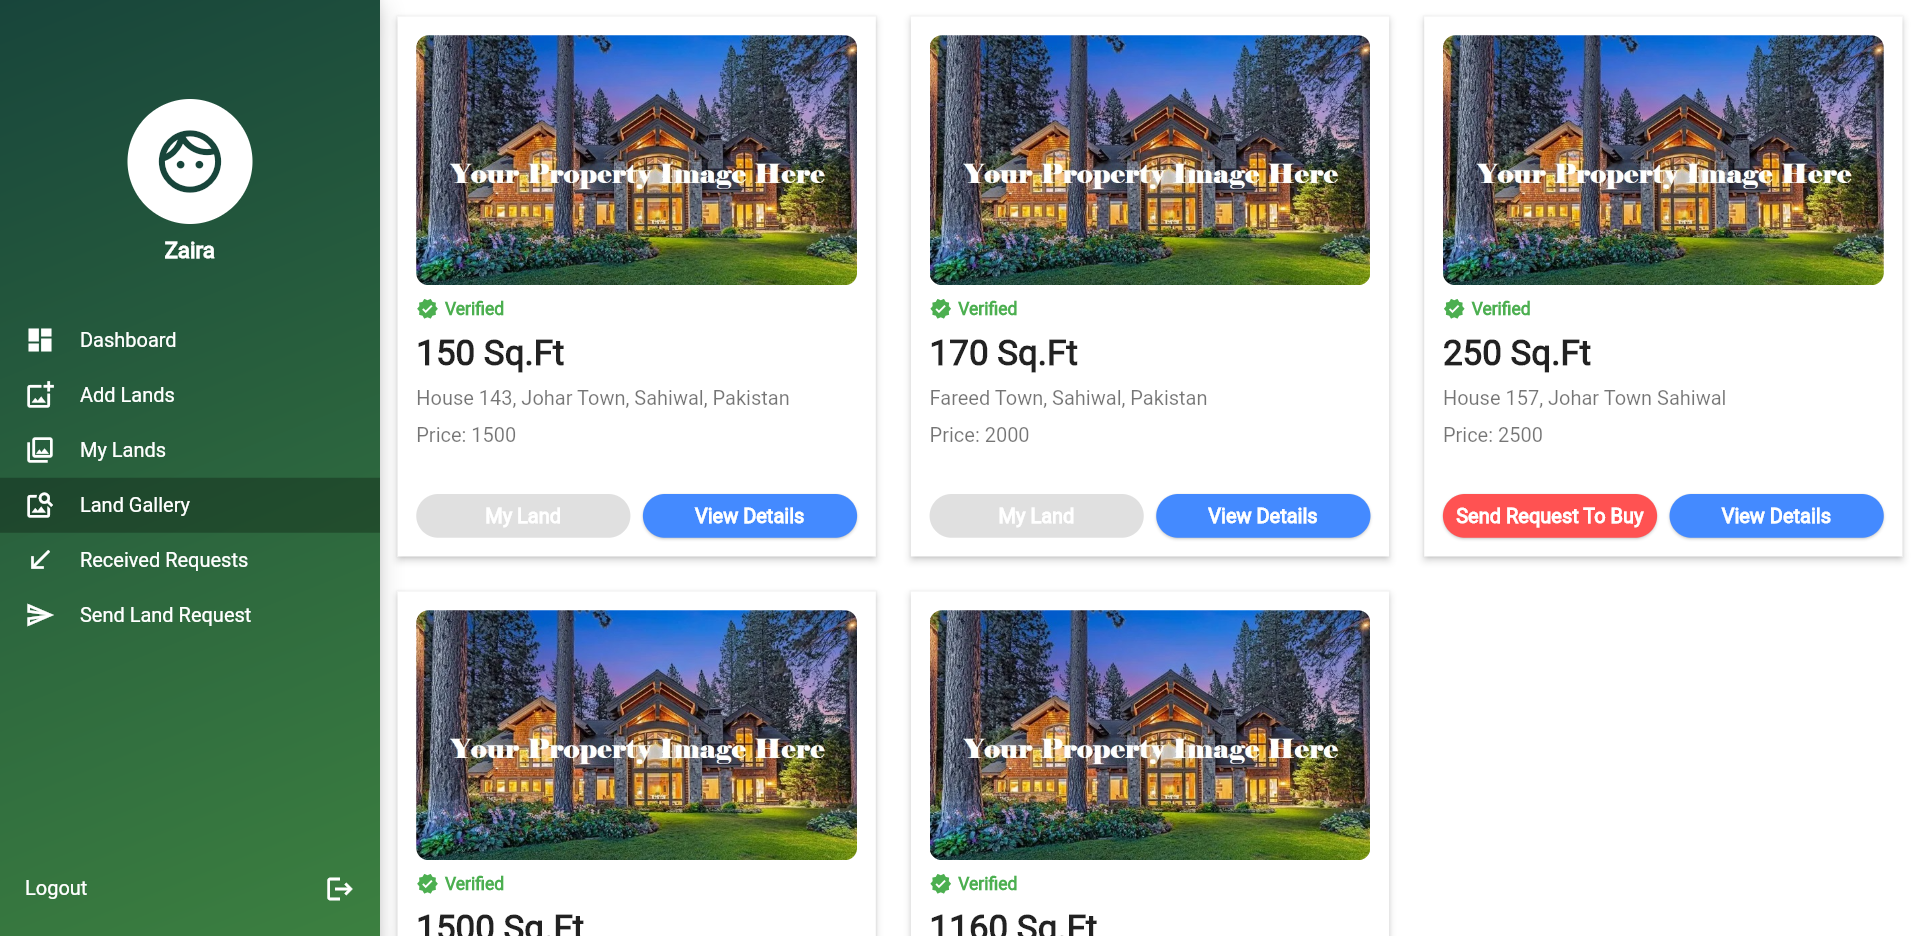 Zaira
Dashboard
Add Lands
My Lands
Land Gallery
Received Requests
Send Land Request
Logout
Your Property Image Here
Verified
150 Sq.Ft
House 143, Johar Town, Sahiwal, Pakistan
Price: 1500
My Land
View Details
Your Property Image Here
Verified
170 Sq.Ft
Fareed Town, Sahiwal, Pakistan
Price: 2000
My Land
View Details
Your Property Image Here
Verified
250 Sq.Ft
House 157, Johar Town Sahiwal
Price: 2500
Send Request To Buy
View Details
Your Property Image Here
Verified
1500 Sq.Ft
Your Property Image Here
Verified
1160 Sq.Ft